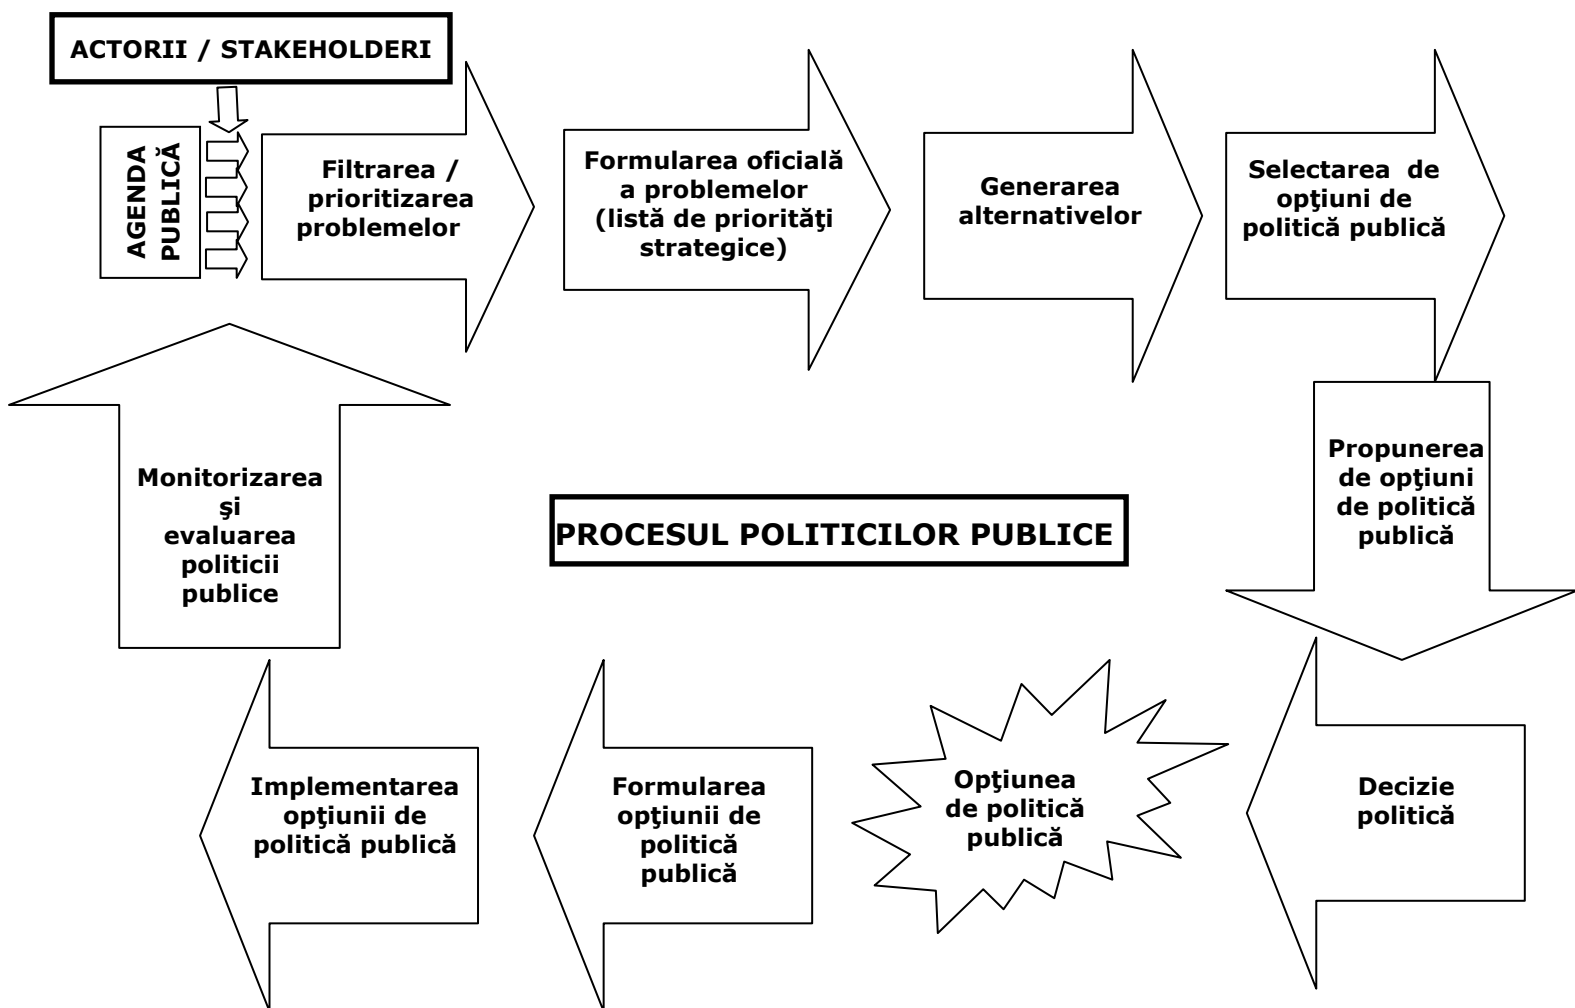 ACTORII / STAKEHOLDERI
AGENDA
PUBLICĂ
Filtrarea /
prioritizarea
problemelor
Formularea oficială
a problemelor
(listă de priorităţi
strategice)
Generarea
alternativelor
Selectarea de
opţiuni de
politică publică
Propunerea
de opţiuni
de politică
publică
Decizie
politică
Opţiunea
de politică
publică
Formularea
opţiunii de
politică
publică
Implementarea
opţiunii de
politică publică
Monitorizarea
şi
evaluarea
politicii
publice
PROCESUL POLITICILOR PUBLICE